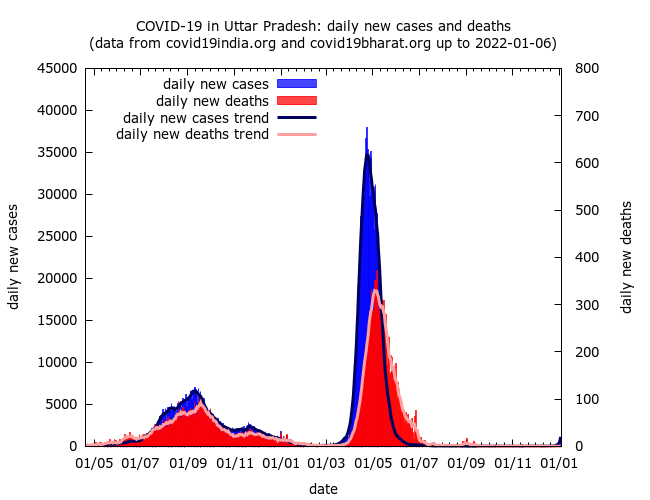 COVID-19 in Uttar Pradesh: daily new cases and deaths
(data from covid19india.org and covid19bharat.org up to 2022-01-06)
daily new cases
daily new deaths
daily new cases trend
daily new deaths trend
45000
40000
35000
30000
25000
20000
15000
10000
5000
0
daily new cases
800
700
600
500
400
300
200
100
0
daily new deaths
01/05 01/07 01/09 01/11 01/01 01/03 01/05 01/07 01/09 01/11 01/01
date